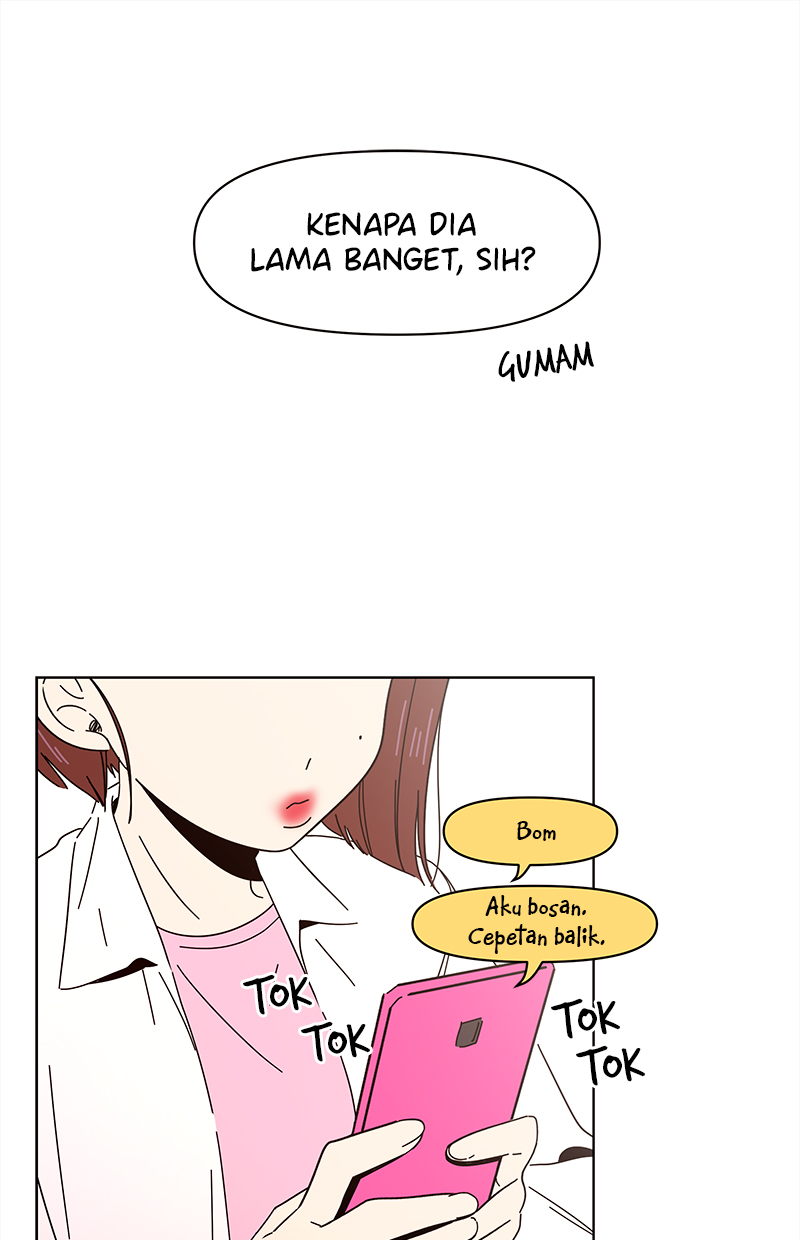 KENAPA DIA
LAMA BANGET, SIH?
GUMAM
Bom
Aku bosan.
Cepetan balik.
TOK
TOK
TOK
TOK